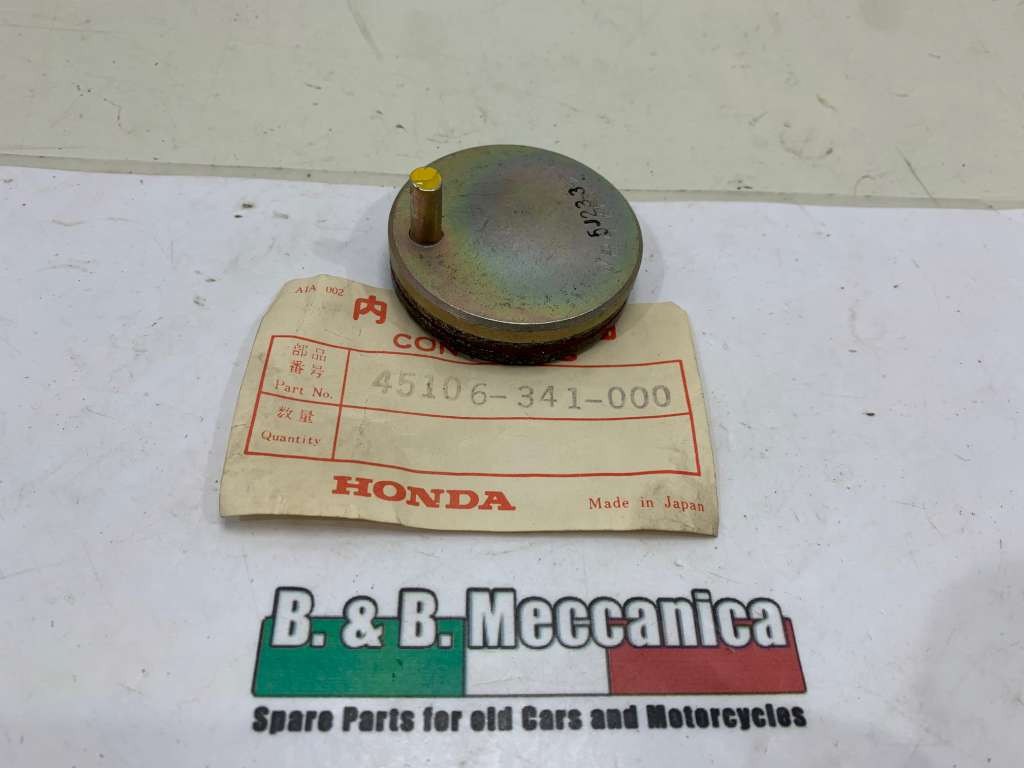 5J233
AIA 002
内
CON
部品
番号
Part No.
45106-341-000
数量
Quantity
HONDA
Made in Japan
B. & B. Meccanica
Spare Parts for old Cars and Motorcycles